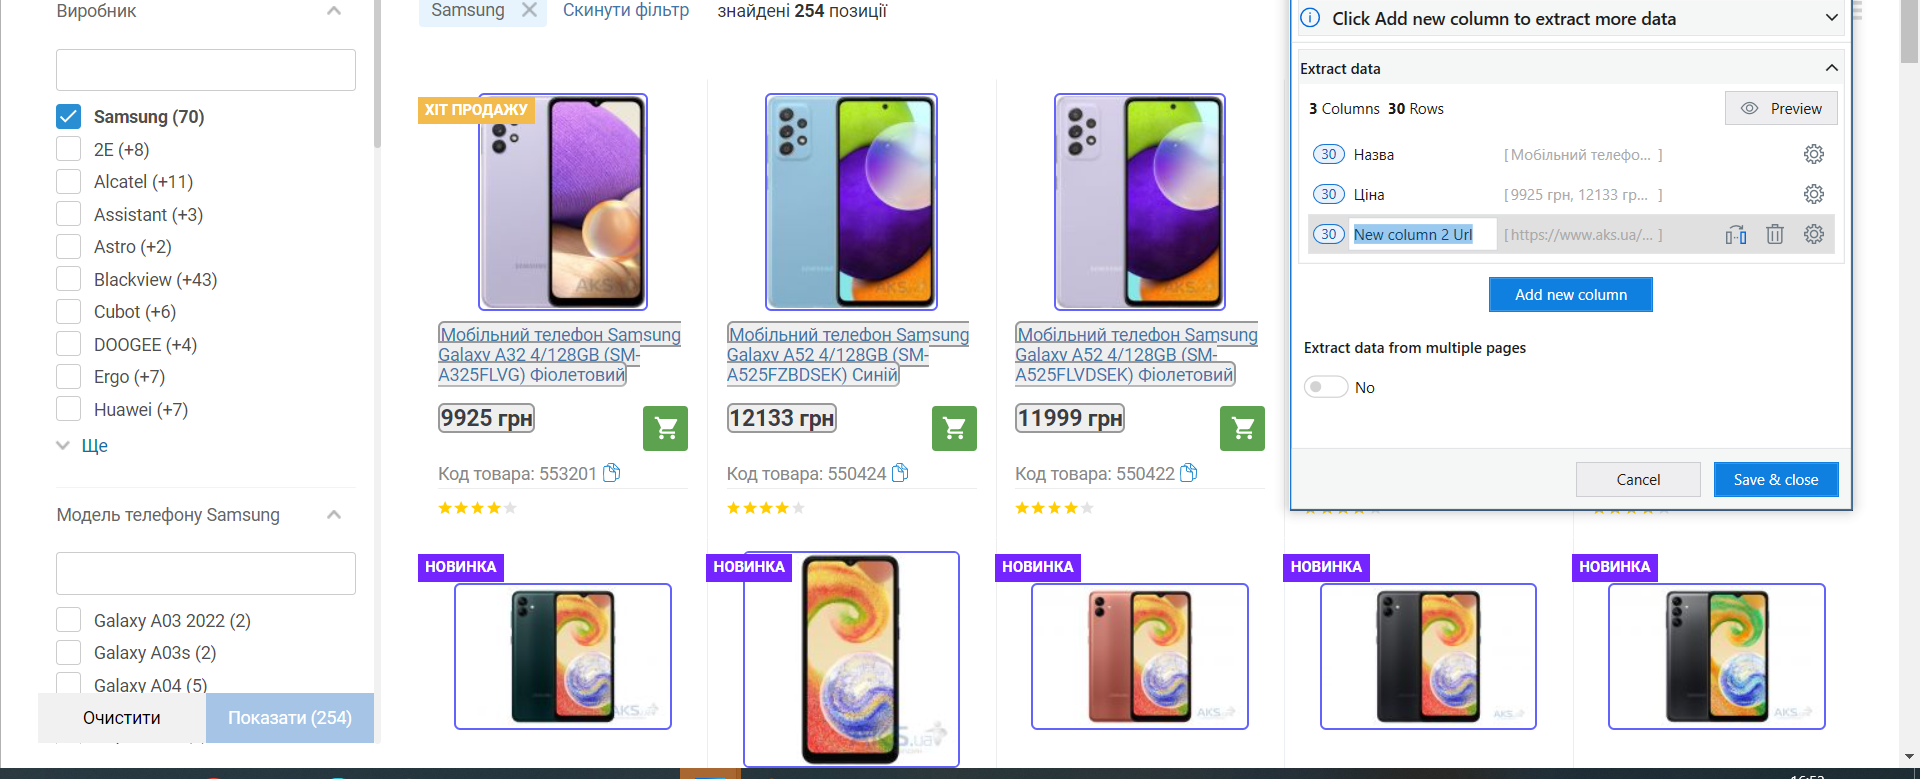 Виробник
Samsung (70)
2E (+8)
Alcatel (+11)
Assistant (+3)
Astro (+2)
Blackview (+43)
Cubot (+6)
DOOGEE (+4)
Ergo (+7)
Huawei (+7)
Ще
Модель телефону Samsung
Galaxy A03 2022 (2)
Galaxy A03s (2)
Galaxy A04 (5)
Очистити
Показати (254)
Samsung
Скинути фільтр
знайдені 254 позиції
ХІТ ПРОДАЖУ
Мобільний телефон Samsung
Galaxy A32 4/128GB (SM-
A325FLVG) Фіолетовий
9925 грн
Код товара: 553201
Мобільний телефон Samsung
Galaxy A52 4/128GB (SM-
A525FZBDSEK) Синій
12133 грн
Код товара: 550424
Мобільний телефон Samsung
Galaxy A52 4/128GB (SM-
A525FLVDSEK) Фіолетовий
11999 грн
Код товара: 550422
НОВИНКА
НОВИНКА
НОВИНКА
НОВИНКА
НОВИНКА
Click Add new column to extract more data
Extract data
3 Columns 30 Rows
Preview
30 Назва [ Мобільний телефо... ]
30 Ціна [ 9925 грн, 12133 гр... ]
30 New column 2 Url [ https://www.aks.ua/... ]
Add new column
Extract data from multiple pages
No
Cancel
Save & close